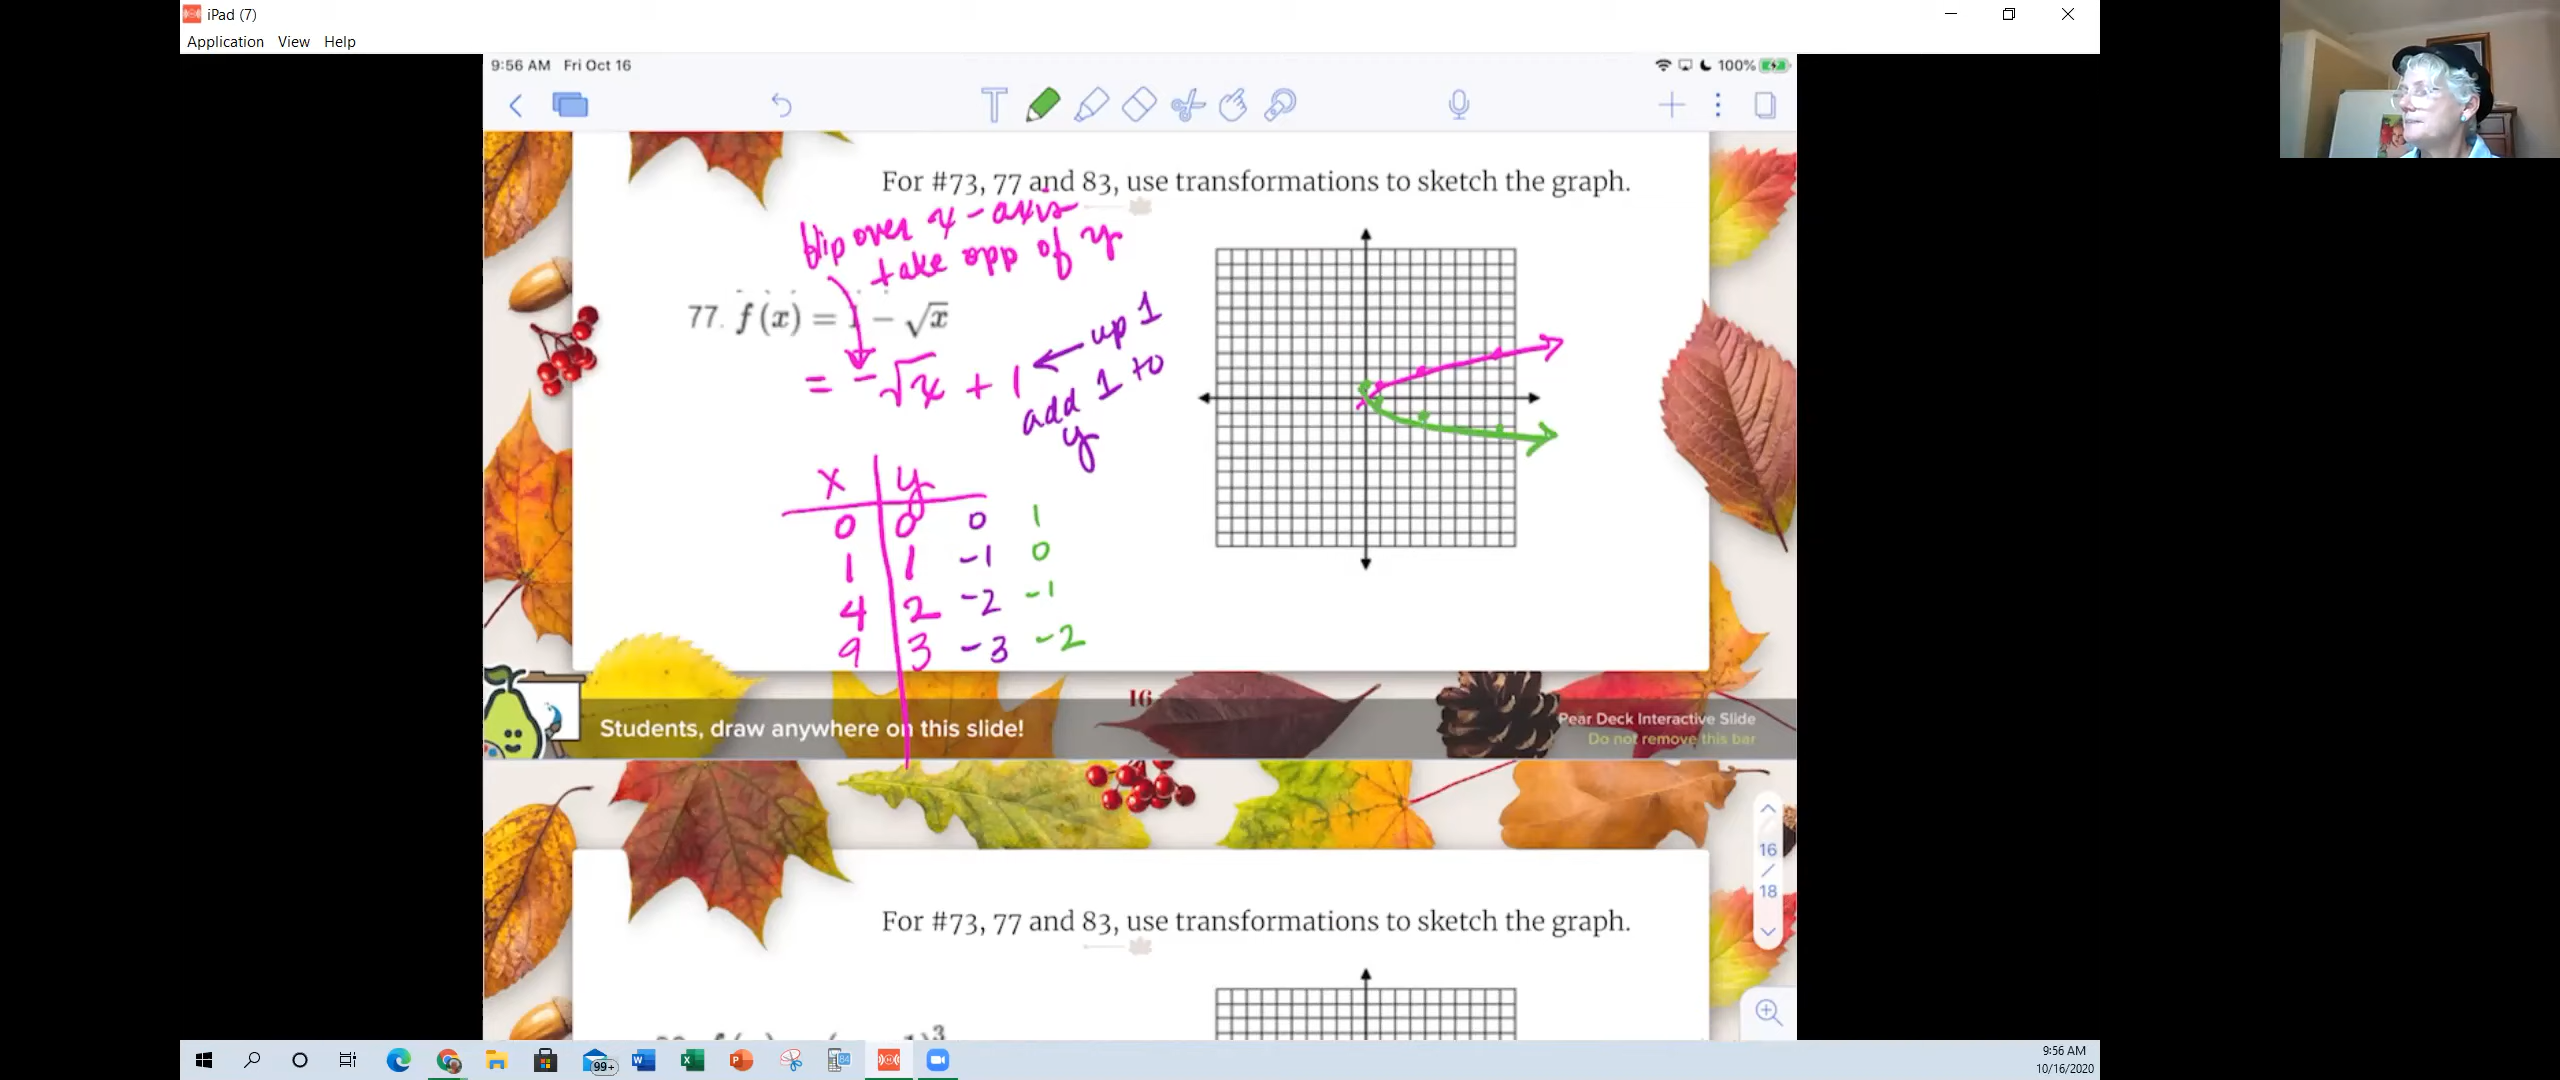 iPad (7)
Application View Help
9:56 AM Fri Oct 16
100%
For #73, 77 and 83, use transformations to sketch the graph.
flip over x-axis
take opp of y
77. f(x) = 1 − √x
= −√x + 1 ← up 1
add 1 to
y
x y
0 0 0 1
1 1 -1 0
4 2 -2 -1
9 3 -3 -2
16
Students, draw anywhere on this slide!
Pear Deck Interactive Slide
Do not remove this bar
16
/
18
For #73, 77 and 83, use transformations to sketch the graph.
99+
84
9:56 AM
10/16/2020